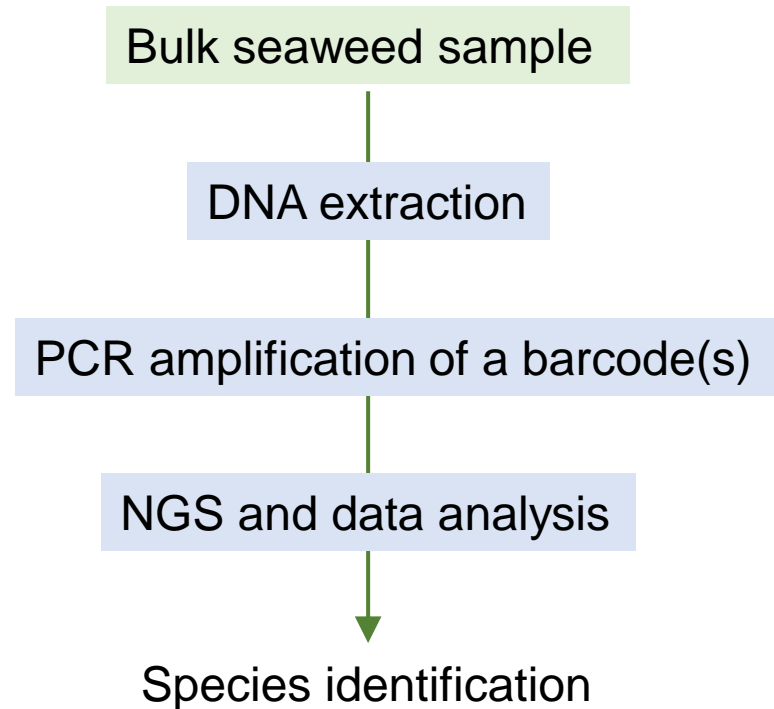 Bulk seaweed sample
DNA extraction
PCR amplification of a barcode(s)
NGS and data analysis
Species identification